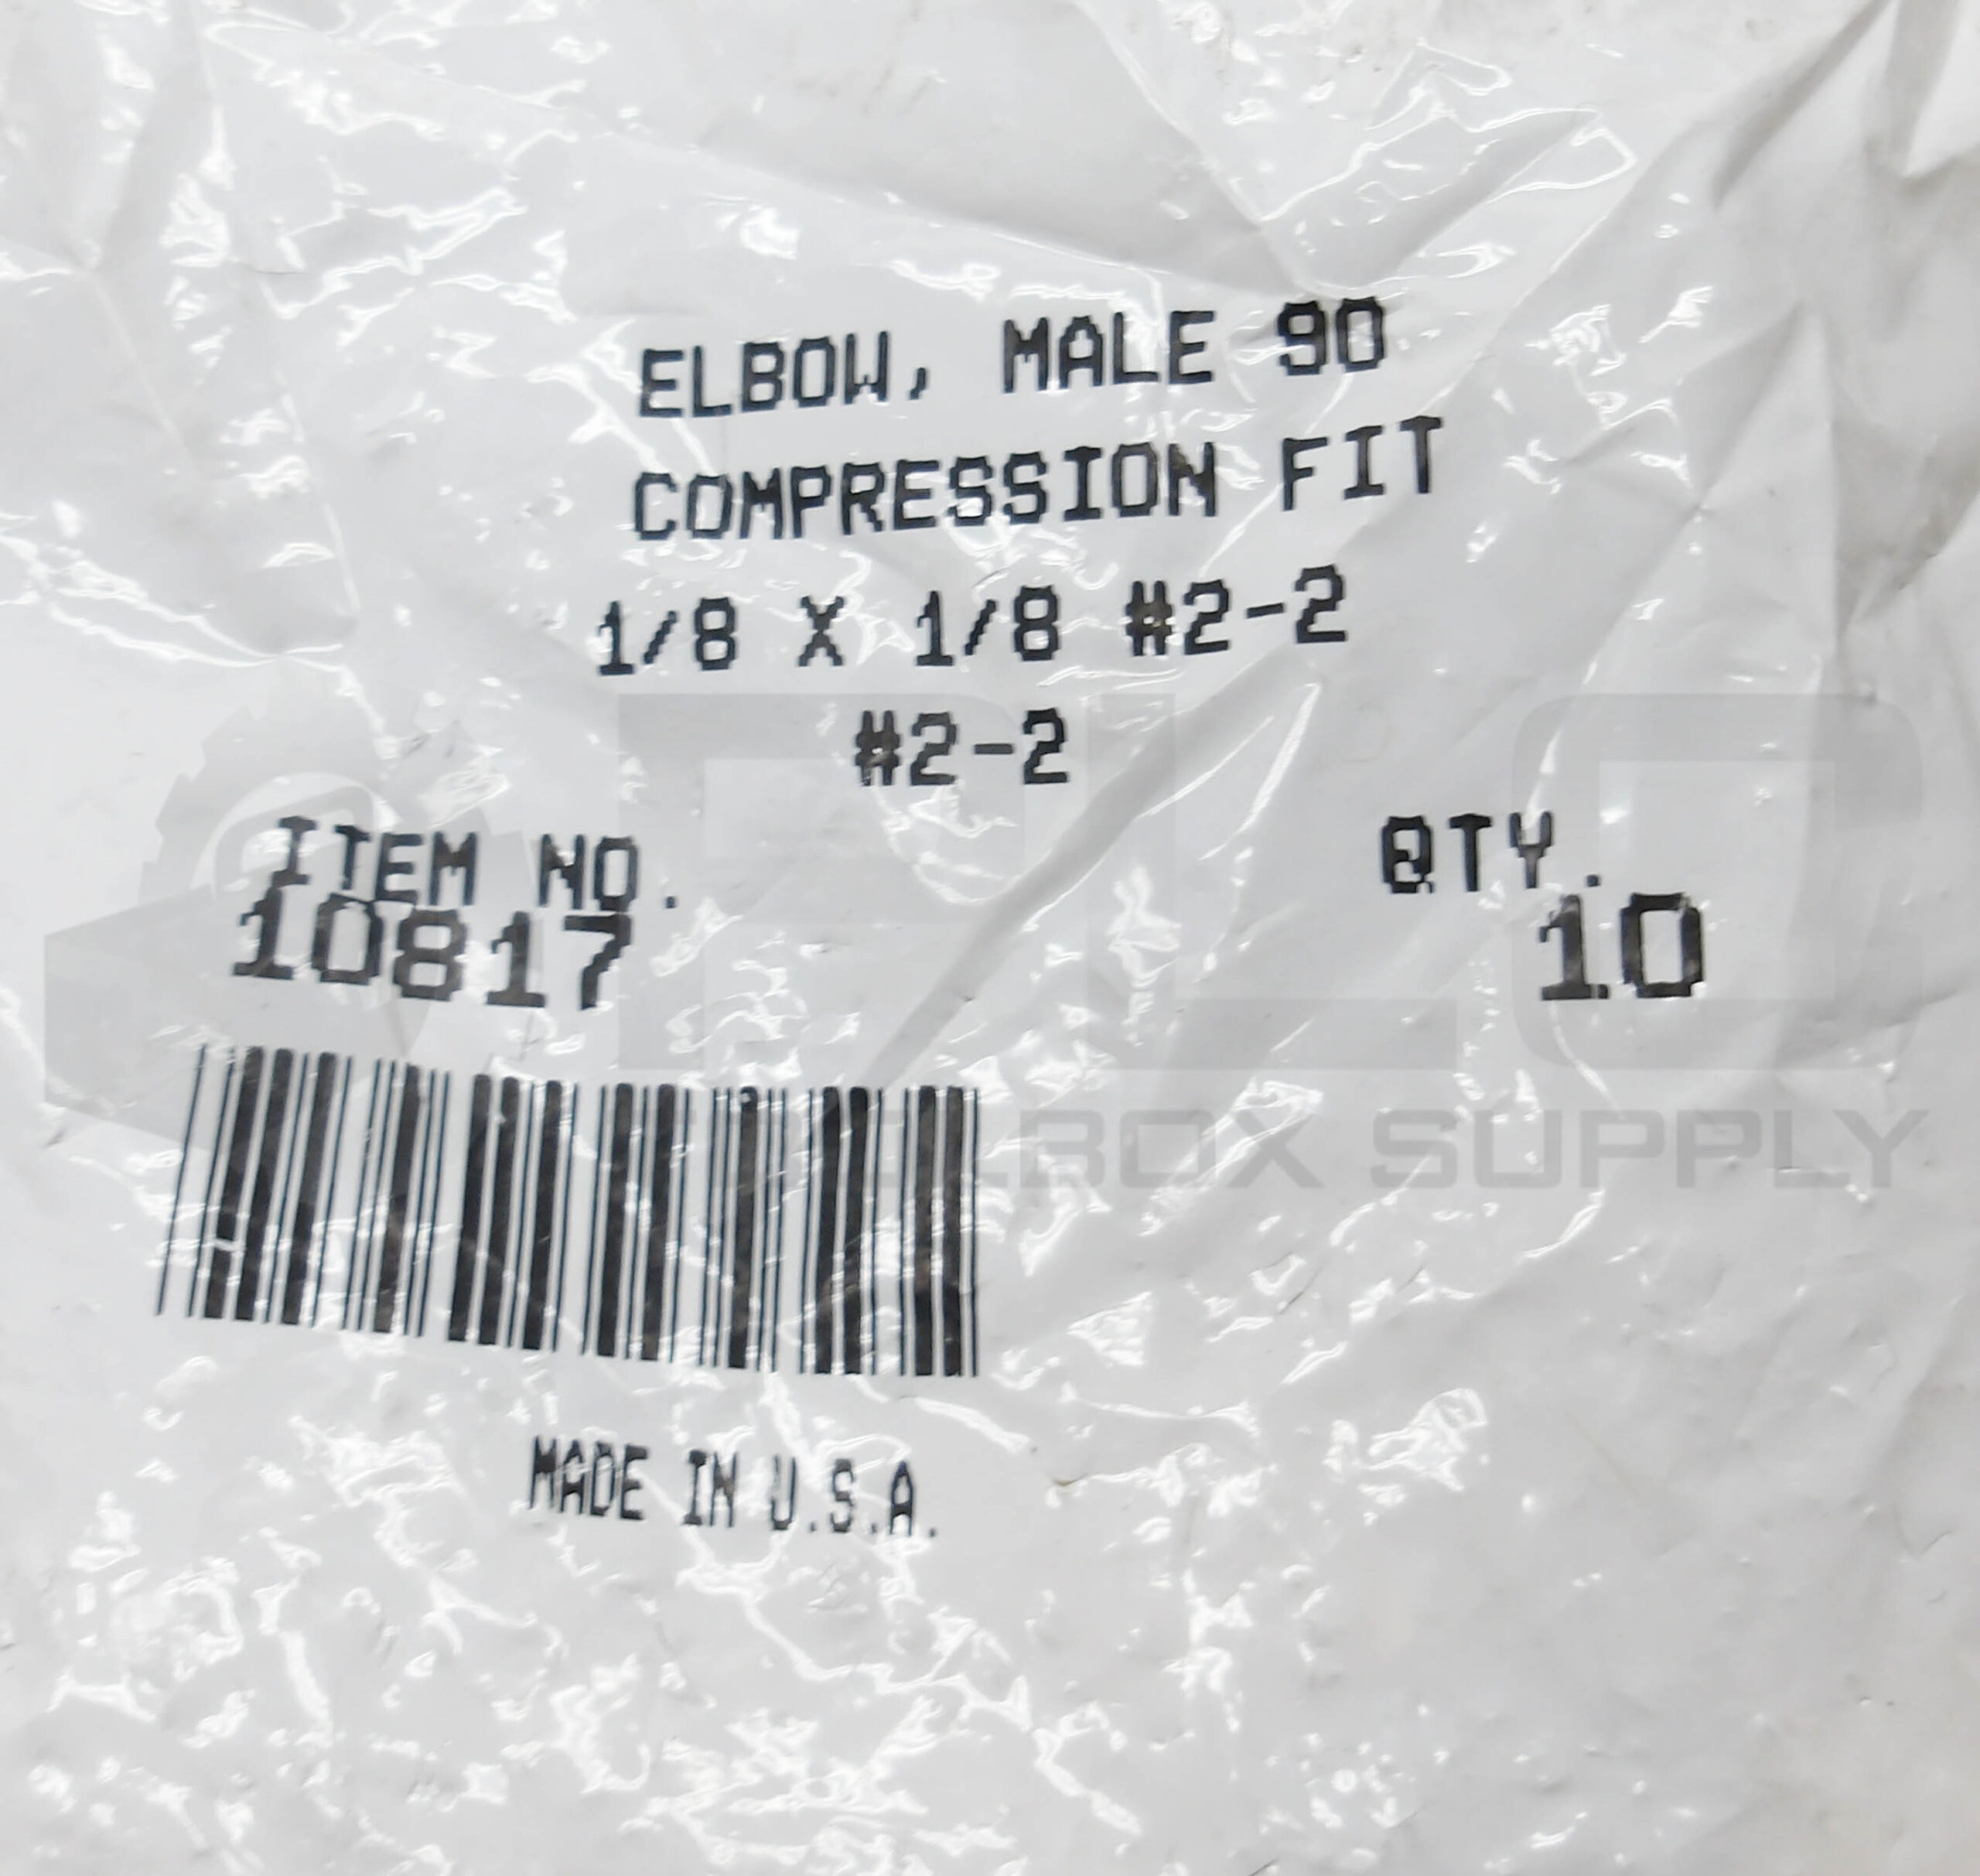 ELBOW, MALE 90
COMPRESSION FIT
1/8 X 1/8 #2-2
#2-2
ITEM NO.
10817
QTY.
10
MADE IN U.S.A.
SUPPLY